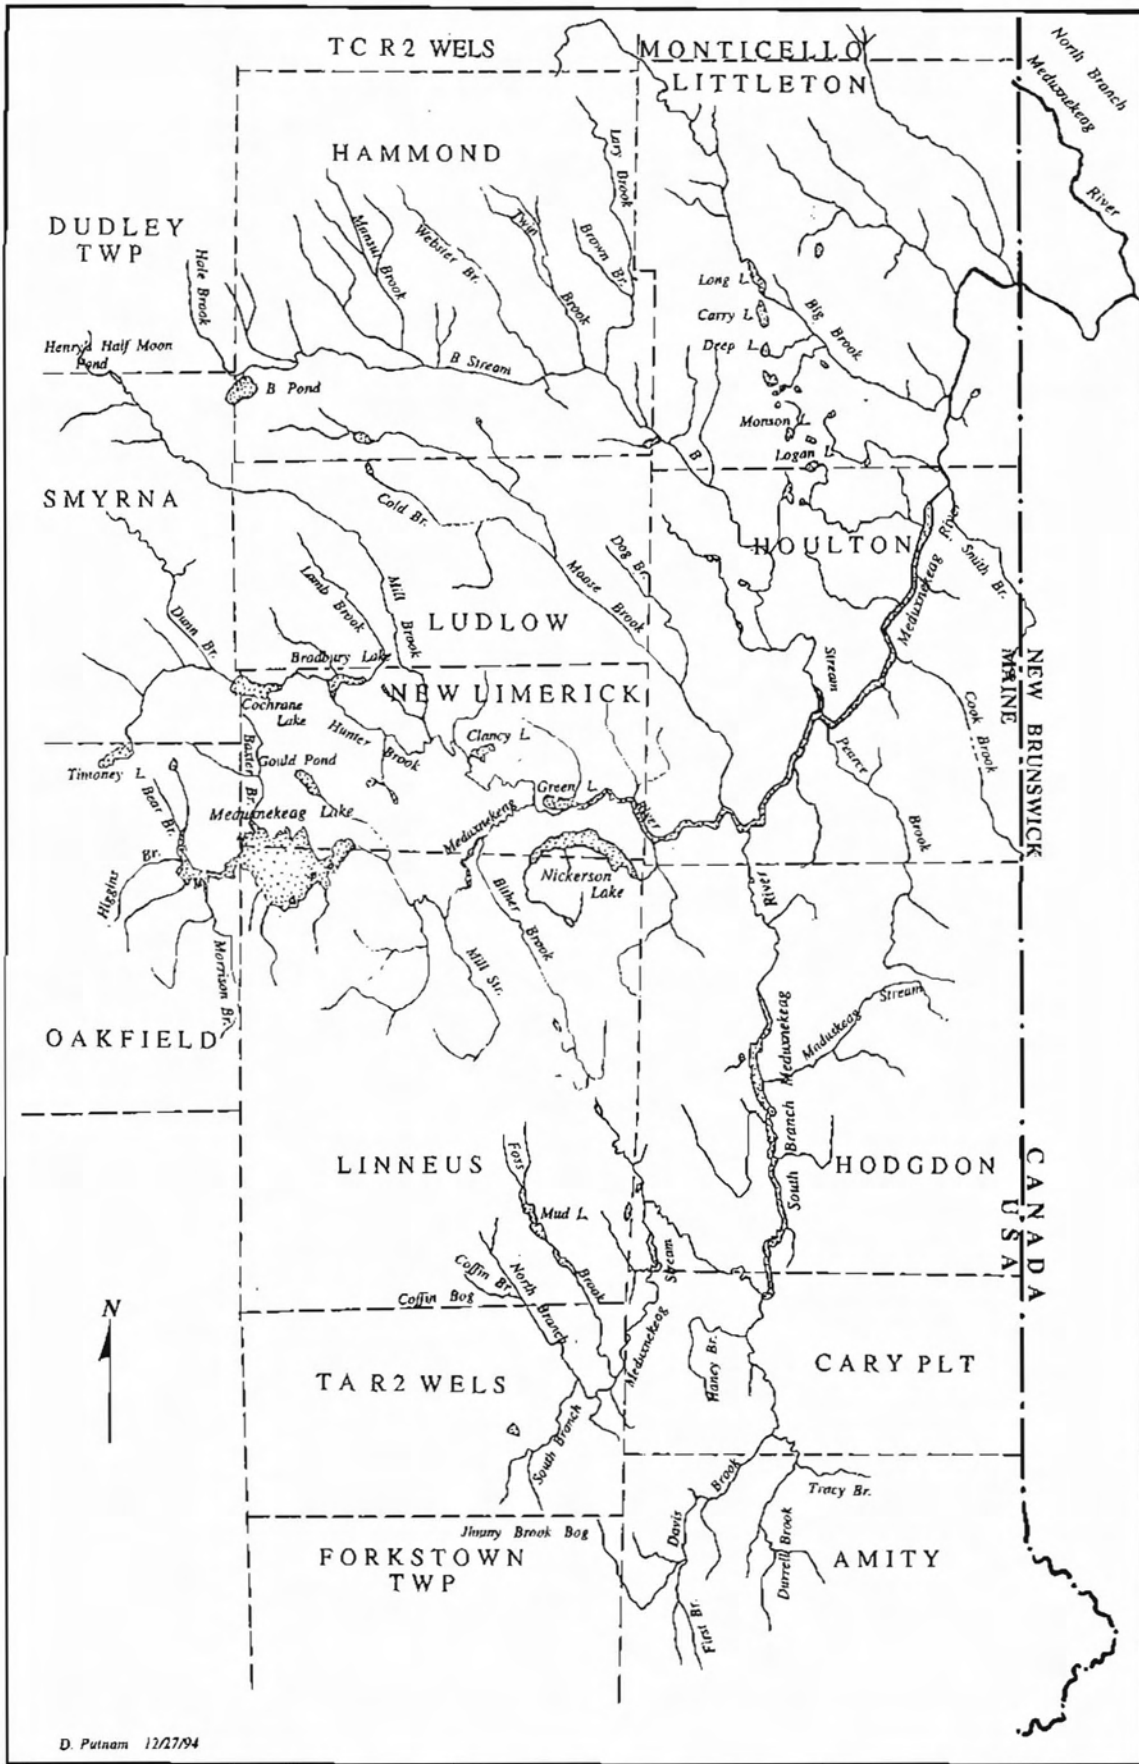 TC R 2 WELS
MONTICELLO
LITTLETON
North Branch
Meduxnekeag
River
HAMMOND
Lary Brook
DUDLEY
TWP
Hale Brook
Mansur Brook
Webster Br.
Twin
Brook
Brown Br.
Long L.
Carry L.
Deep L.
Big
Brook
Henry's Half Moon
Pond
B Pond
B Stream
Monson L.
B
Logan L.
B
SMYRNA
Cold Br.
HOULTON
Dog Br.
Moose
Brook
Meduxnekeag River
Smith Br.
Lamb Brook
Mill
Brook
LUDLOW
Dunn Br.
Bradbury Lake
Stream
NEW BRUNSWICK
MAINE
NEW LIMERICK
Cochrane
Lake
Hunter
Brook
Clancy L.
Cook Brook
Baxter Br.
Gould Pond
Pearce
Brook
Timoney L.
Bear Br.
Meduxnekeag Lake
Green L.
Meduxnekeag
River
Higgins
Br.
Nickerson
Lake
Blither Brook
River
Mill Str.
Morrison Br.
OAKFIELD
Maduskeag
Stream
South Branch Meduxnekeag
LINNEUS
Foss
Brook
Mud L.
HODGDON
CANADA
USA
Coffin Br.
North Branch
Coffin Bog
Meduxnekeag
Stream
N
TA R2 WELS
Haney Br.
CARY PLT
South Branch
Davis
Brook
Tracy Br.
Jimmy Brook Bog
FORKSTOWN
TWP
Durrell Brook
AMITY
First Br.
D. Putnam 12/27/94